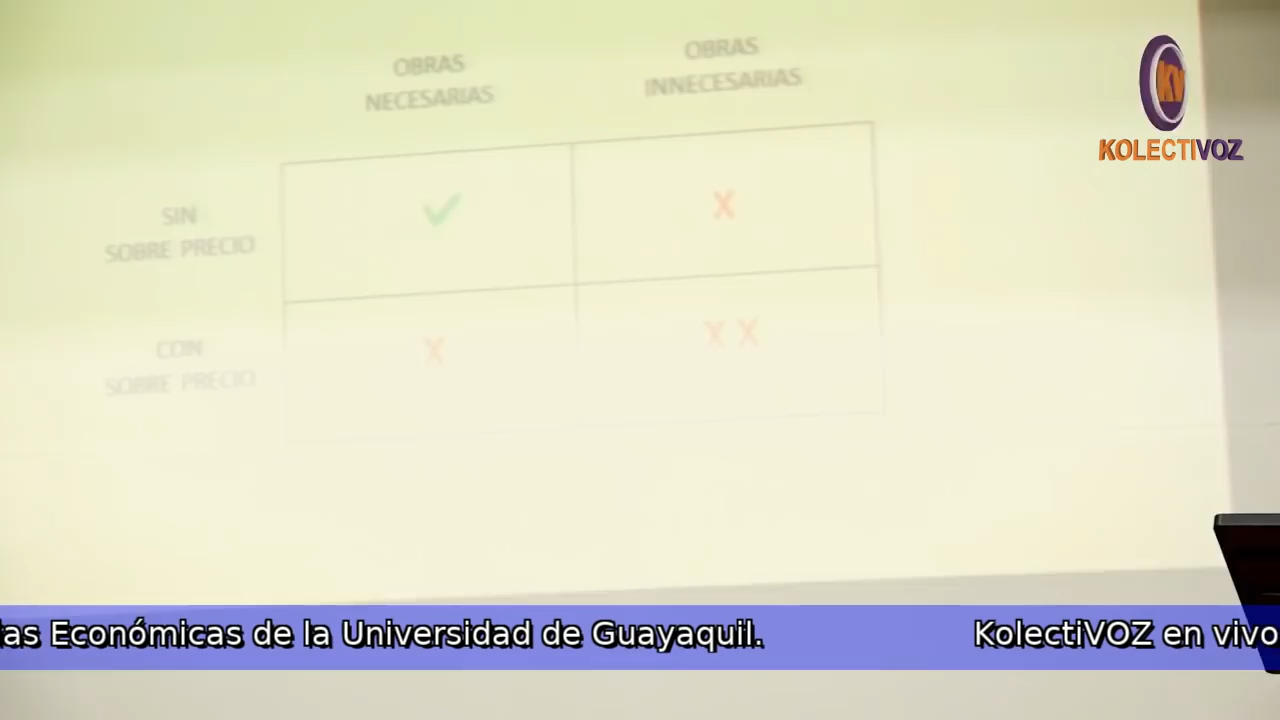 OBRAS
NECESARIAS
OBRAS
INNECESARIAS
SIN
SOBRE PRECIO
X
CON
SOBRE PRECIO
X
X X
KV
KOLECTIVOZ
Económicas de la Universidad de Guayaquil.
KolectiVOZ en vivo